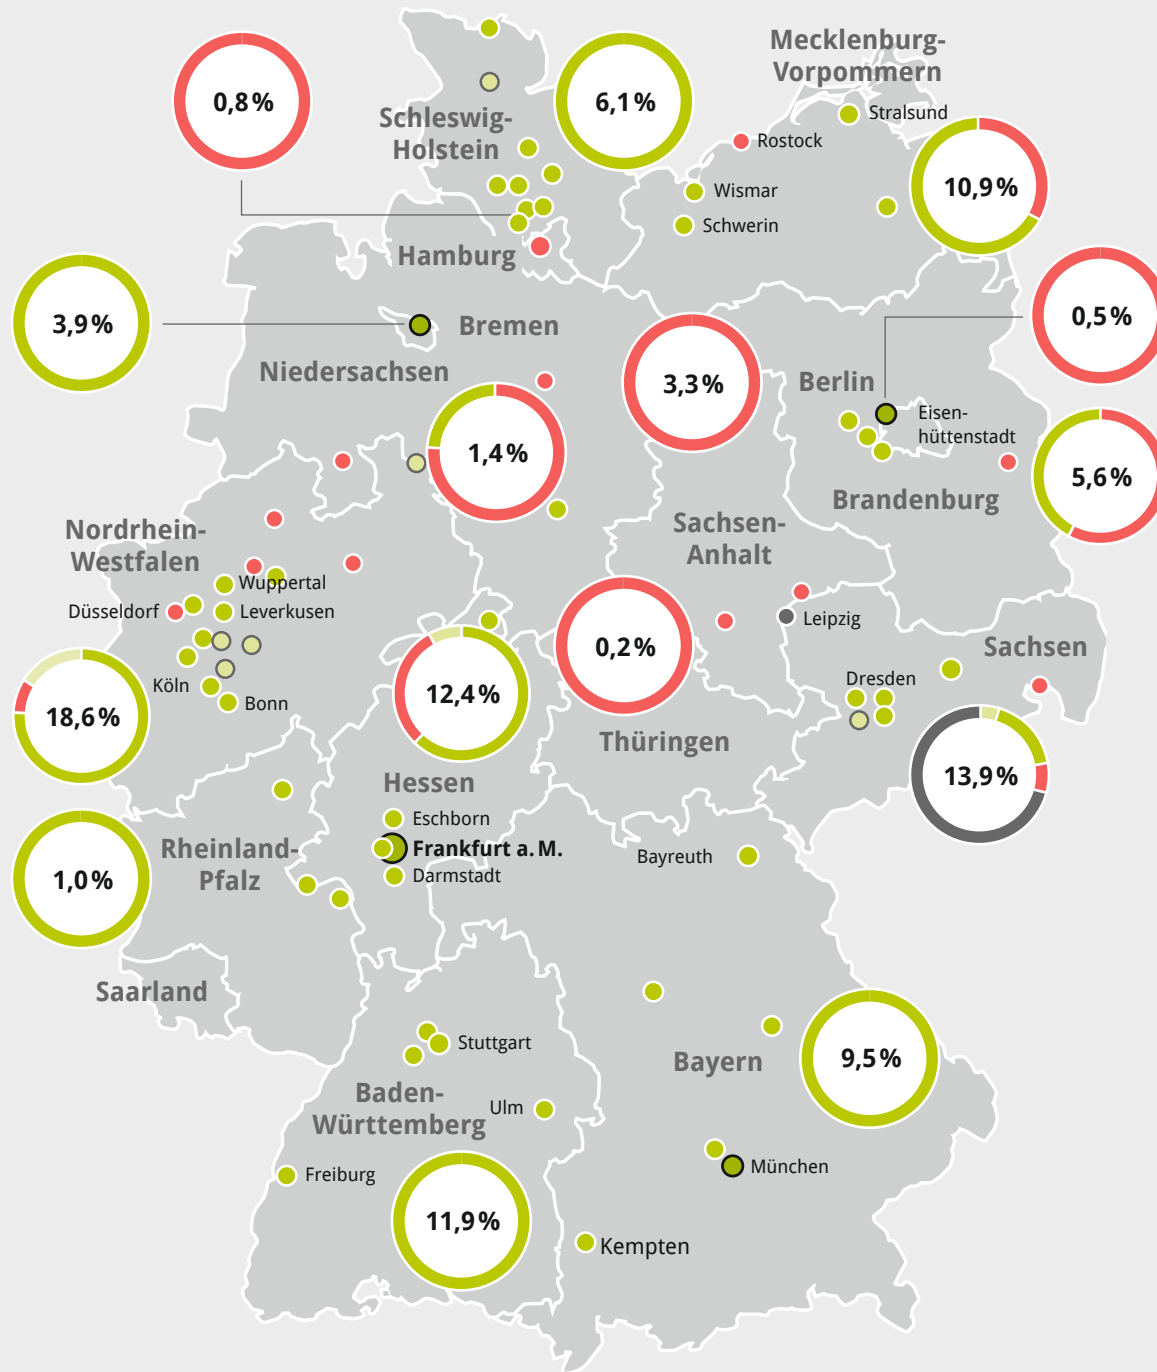 Mecklenburg-
Vorpommern
0,8 %
6,1 %
Schleswig-
Holstein
Stralsund
Rostock
10,9 %
Wismar
Schwerin
Hamburg
3,9 %
Bremen
0,5 %
Niedersachsen
3,3 %
Berlin
Eisen-
hüttenstadt
1,4 %
5,6 %
Brandenburg
Nordrhein-
Westfalen
Sachsen-
Anhalt
Wuppertal
Düsseldorf
Leverkusen
Leipzig
0,2 %
Sachsen
Köln
Dresden
Bonn
18,6 %
12,4 %
Thüringen
13,9 %
Hessen
Eschborn
Rheinland-
Pfalz
Frankfurt a. M.
Bayreuth
1,0 %
Darmstadt
Saarland
Stuttgart
Bayern
9,5 %
Baden-
Württemberg
Ulm
Freiburg
München
11,9 %
Kempten